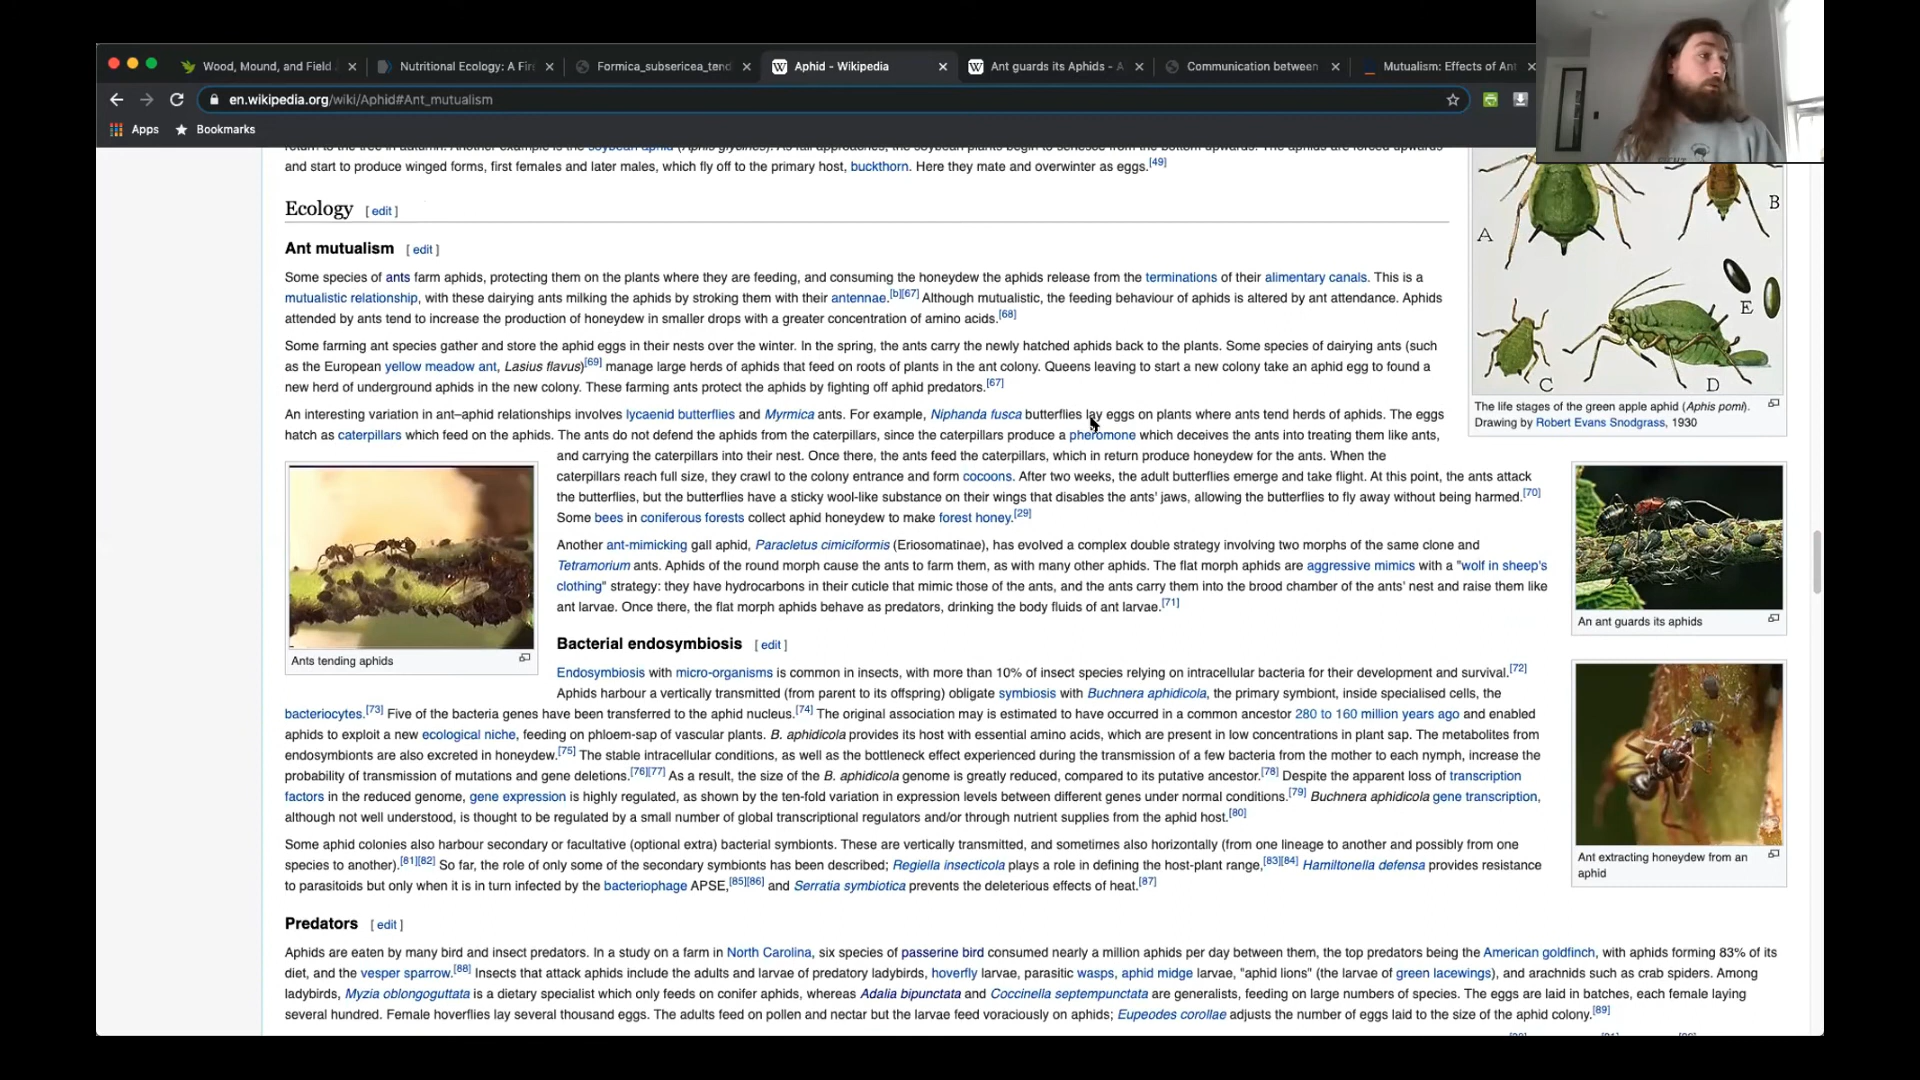 Wood, Mound, and Field
Nutritional Ecology: A Fir
Formica_subsericea_tend
Aphid - Wikipedia
Ant guards its Aphids - A
Communication between
Mutualism: Effects of Ant
en.wikipedia.org/wiki/Aphid#Ant_mutualism
Apps Bookmarks
and start to produce winged forms, first females and later males, which fly off to the primary host, buckthorn. Here they mate and overwinter as eggs.[49]
Ecology [ edit ]
Ant mutualism [ edit ]
Some species of ants farm aphids, protecting them on the plants where they are feeding, and consuming the honeydew the aphids release from the terminations of their alimentary canals. This is a
mutualistic relationship, with these dairying ants milking the aphids by stroking them with their antennae.[b][67] Although mutualistic, the feeding behaviour of aphids is altered by ant attendance. Aphids
attended by ants tend to increase the production of honeydew in smaller drops with a greater concentration of amino acids.[68]
Some farming ant species gather and store the aphid eggs in their nests over the winter. In the spring, the ants carry the newly hatched aphids back to the plants. Some species of dairying ants (such
as the European yellow meadow ant, Lasius flavus)[69] manage large herds of aphids that feed on roots of plants in the ant colony. Queens leaving to start a new colony take an aphid egg to found a
new herd of underground aphids in the new colony. These farming ants protect the aphids by fighting off aphid predators.[67]
An interesting variation in ant–aphid relationships involves lycaenid butterflies and Myrmica ants. For example, Niphanda fusca butterflies lay eggs on plants where ants tend herds of aphids. The eggs
hatch as caterpillars which feed on the aphids. The ants do not defend the aphids from the caterpillars, since the caterpillars produce a pheromone which deceives the ants into treating them like ants,
and carrying the caterpillars into their nest. Once there, the ants feed the caterpillars, which in return produce honeydew for the ants. When the
caterpillars reach full size, they crawl to the colony entrance and form cocoons. After two weeks, the adult butterflies emerge and take flight. At this point, the ants attack
the butterflies, but the butterflies have a sticky wool-like substance on their wings that disables the ants' jaws, allowing the butterflies to fly away without being harmed.[70]
Some bees in coniferous forests collect aphid honeydew to make forest honey.[29]
Another ant-mimicking gall aphid, Paracletus cimiciformis (Eriosomatinae), has evolved a complex double strategy involving two morphs of the same clone and
Tetramorium ants. Aphids of the round morph cause the ants to farm them, as with many other aphids. The flat morph aphids are aggressive mimics with a "wolf in sheep's
clothing" strategy: they have hydrocarbons in their cuticle that mimic those of the ants, and the ants carry them into the brood chamber of the ants' nest and raise them like
ant larvae. Once there, the flat morph aphids behave as predators, drinking the body fluids of ant larvae.[71]
Ants tending aphids
A
B
C
D
E
The life stages of the green apple aphid (Aphis pomi).
Drawing by Robert Evans Snodgrass, 1930
An ant guards its aphids
Ant extracting honeydew from an
aphid
Bacterial endosymbiosis [ edit ]
Endosymbiosis with micro-organisms is common in insects, with more than 10% of insect species relying on intracellular bacteria for their development and survival.[72]
Aphids harbour a vertically transmitted (from parent to its offspring) obligate symbiosis with Buchnera aphidicola, the primary symbiont, inside specialised cells, the
bacteriocytes.[73] Five of the bacteria genes have been transferred to the aphid nucleus.[74] The original association may is estimated to have occurred in a common ancestor 280 to 160 million years ago and enabled
aphids to exploit a new ecological niche, feeding on phloem-sap of vascular plants. B. aphidicola provides its host with essential amino acids, which are present in low concentrations in plant sap. The metabolites from
endosymbionts are also excreted in honeydew.[75] The stable intracellular conditions, as well as the bottleneck effect experienced during the transmission of a few bacteria from the mother to each nymph, increase the
probability of transmission of mutations and gene deletions.[76][77] As a result, the size of the B. aphidicola genome is greatly reduced, compared to its putative ancestor.[78] Despite the apparent loss of transcription
factors in the reduced genome, gene expression is highly regulated, as shown by the ten-fold variation in expression levels between different genes under normal conditions.[79] Buchnera aphidicola gene transcription,
although not well understood, is thought to be regulated by a small number of global transcriptional regulators and/or through nutrient supplies from the aphid host.[80]
Some aphid colonies also harbour secondary or facultative (optional extra) bacterial symbionts. These are vertically transmitted, and sometimes also horizontally (from one lineage to another and possibly from one
species to another).[81][82] So far, the role of only some of the secondary symbionts has been described; Regiella insecticola plays a role in defining the host-plant range,[83][84] Hamiltonella defensa provides resistance
to parasitoids but only when it is in turn infected by the bacteriophage APSE,[85][86] and Serratia symbiotica prevents the deleterious effects of heat.[87]
Predators [ edit ]
Aphids are eaten by many bird and insect predators. In a study on a farm in North Carolina, six species of passerine bird consumed nearly a million aphids per day between them, the top predators being the American goldfinch, with aphids forming 83% of its
diet, and the vesper sparrow.[88] Insects that attack aphids include the adults and larvae of predatory ladybirds, hoverfly larvae, parasitic wasps, aphid midge larvae, "aphid lions" (the larvae of green lacewings), and arachnids such as crab spiders. Among
ladybirds, Myzia oblongoguttata is a dietary specialist which only feeds on conifer aphids, whereas Adalia bipunctata and Coccinella septempunctata are generalists, feeding on large numbers of species. The eggs are laid in batches, each female laying
several hundred. Female hoverflies lay several thousand eggs. The adults feed on pollen and nectar but the larvae feed voraciously on aphids; Eupeodes corollae adjusts the number of eggs laid to the size of the aphid colony.[89]